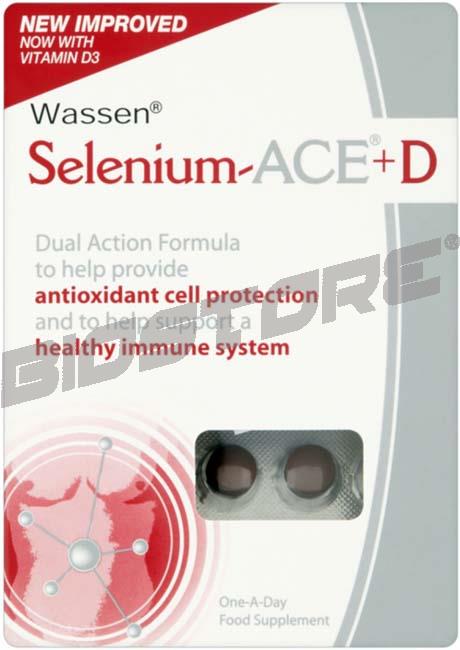 NEW IMPROVED
NOW WITH
VITAMIN D3
Wassen®
Selenium-ACE®+D
Dual Action Formula
to help provide
antioxidant cell protection
and to help support a
healthy immune system
BIOSTORE®
One-A-Day
Food Supplement